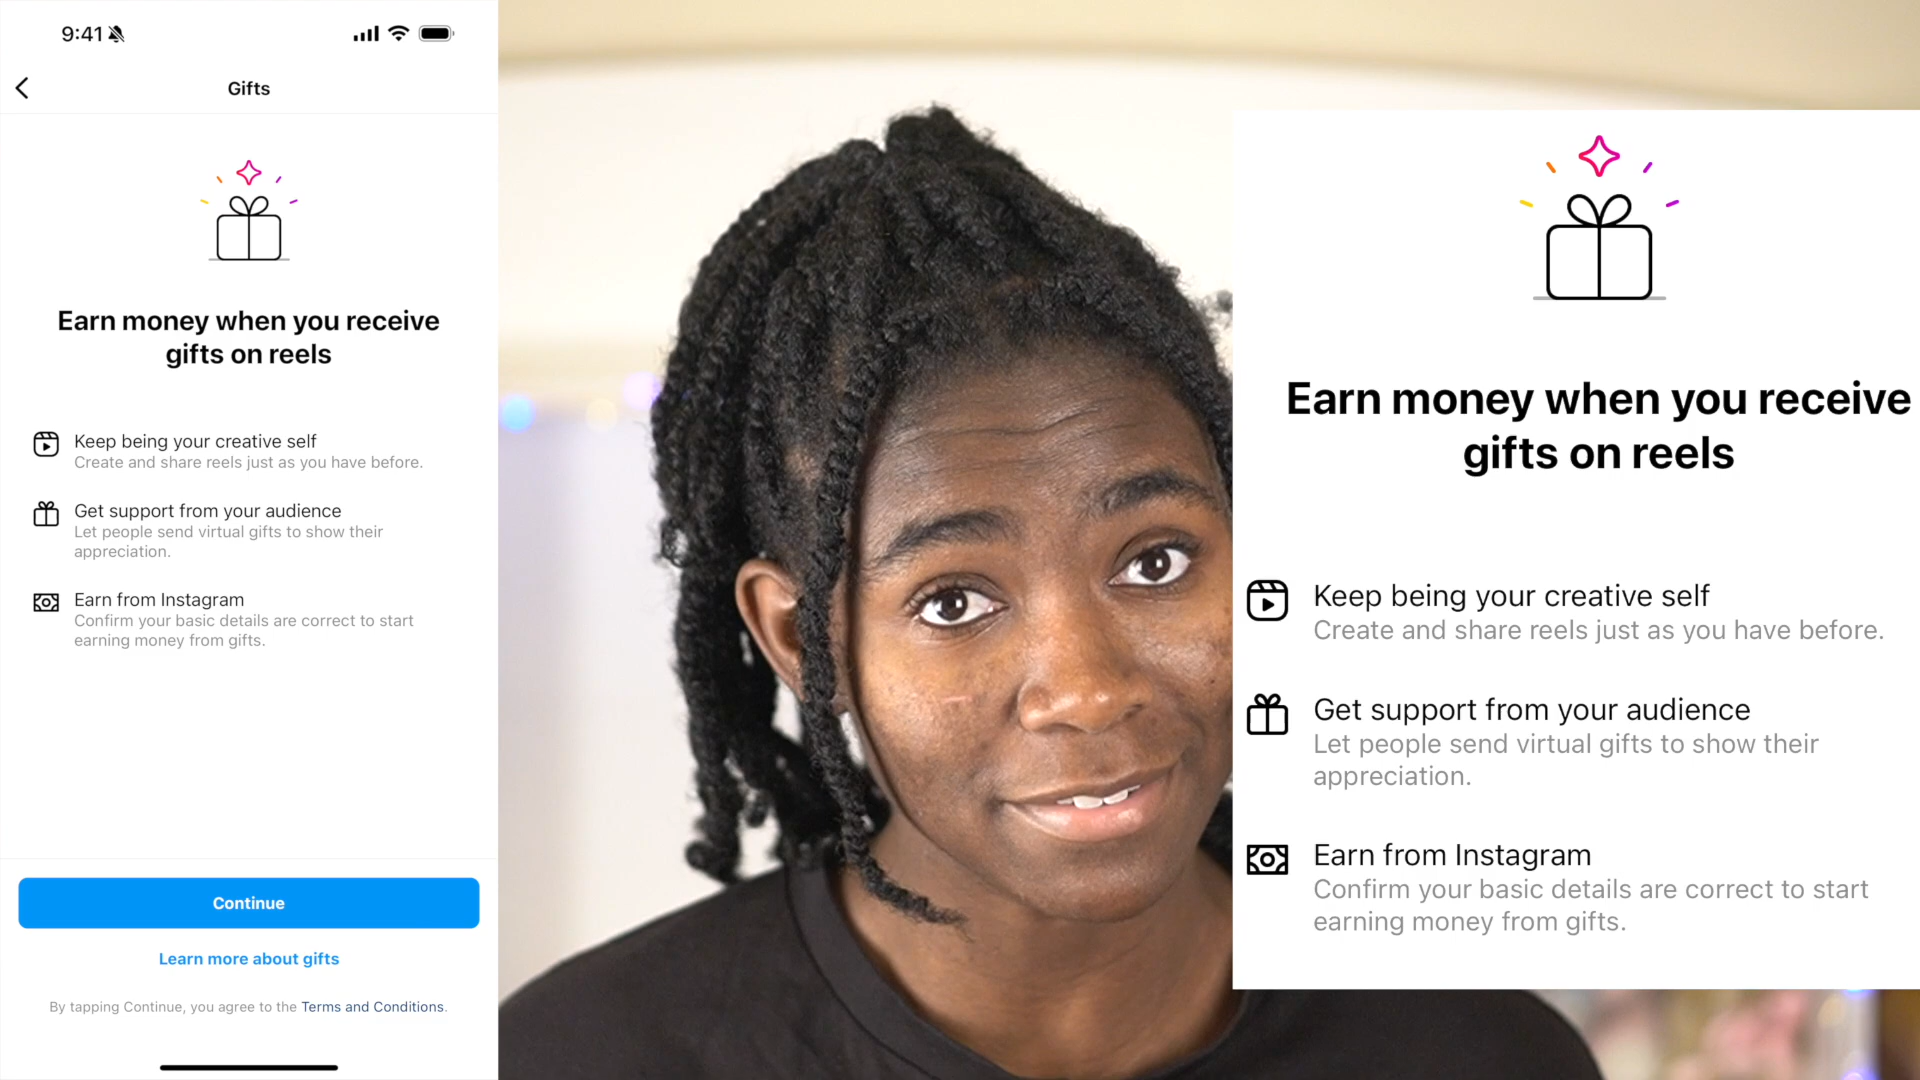 9:41
Gifts
Earn money when you receive
gifts on reels
Keep being your creative self
Create and share reels just as you have before.
Get support from your audience
Let people send virtual gifts to show their
appreciation.
Earn from Instagram
Confirm your basic details are correct to start
earning money from gifts.
Continue
Learn more about gifts
By tapping Continue, you agree to the Terms and Conditions.
Earn money when you receive
gifts on reels
Keep being your creative self
Create and share reels just as you have before.
Get support from your audience
Let people send virtual gifts to show their
appreciation.
Earn from Instagram
Confirm your basic details are correct to start
earning money from gifts.